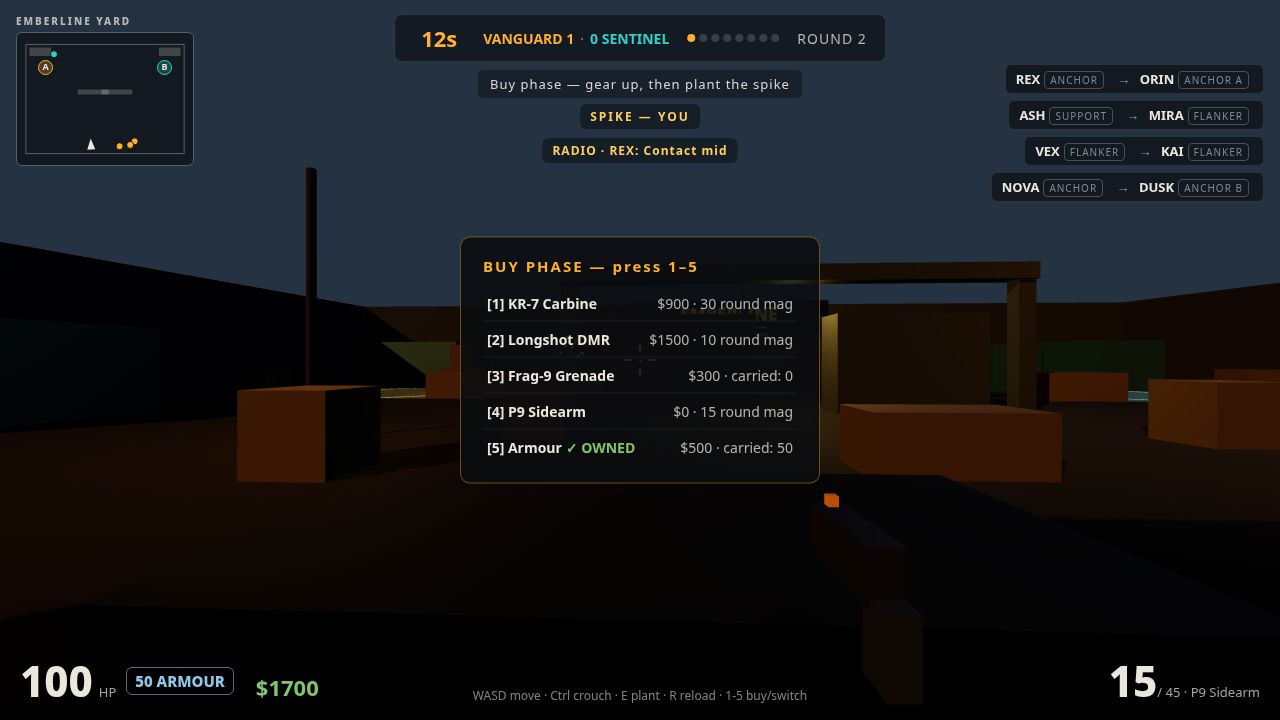 EMBERLINE YARD
A
B
12s VANGUARD 1 · 0 SENTINEL ROUND 2
Buy phase — gear up, then plant the spike
SPIKE — YOU
RADIO · REX: Contact mid
REX ANCHOR → ORIN ANCHOR A
ASH SUPPORT → MIRA FLANKER
VEX FLANKER → KAI FLANKER
NOVA ANCHOR → DUSK ANCHOR B
BUY PHASE — press 1–5
[1] KR-7 Carbine $900 · 30 round mag
[2] Longshot DMR $1500 · 10 round mag
[3] Frag-9 Grenade $300 · carried: 0
[4] P9 Sidearm $0 · 15 round mag
[5] Armour ✓ OWNED $500 · carried: 50
100 HP 50 ARMOUR $1700
WASD move · Ctrl crouch · E plant · R reload · 1-5 buy/switch
15 / 45 · P9 Sidearm